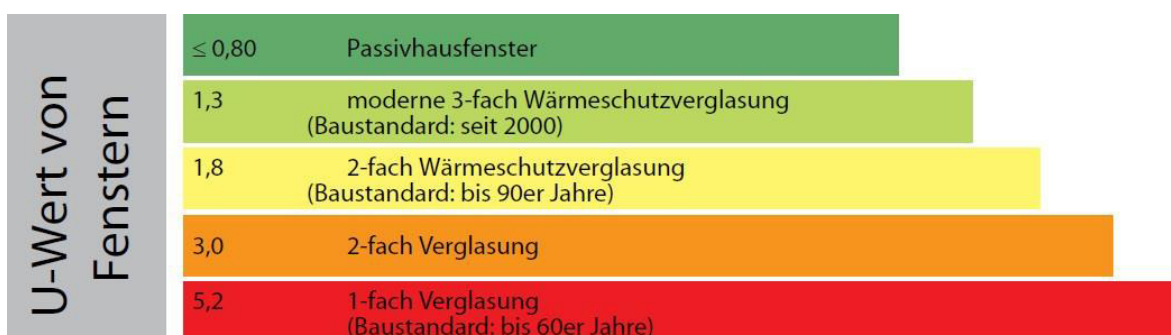 U-Wert von
Fenstern
≤ 0,80 Passivhausfenster
1,3 moderne 3-fach Wärmeschutzverglasung
(Baustandard: seit 2000)
1,8 2-fach Wärmeschutzverglasung
(Baustandard: bis 90er Jahre)
3,0 2-fach Verglasung
5,2 1-fach Verglasung
(Baustandard: bis 60er Jahre)